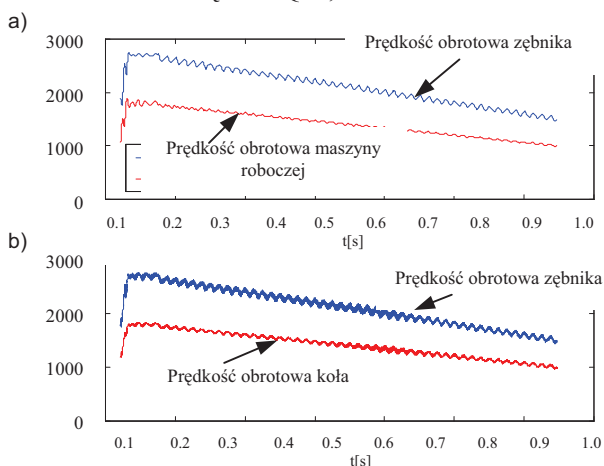 a)
3000
Prędkość obrotowa zębnika
2000
1000
Prędkość obrotowa maszyny
roboczej
0
0.1 0.2 0.3 0.4 0.5 0.6 0.7 0.8 0.9 1.0
t[s]
b)
3000
Prędkość obrotowa zębnika
2000
1000
Prędkość obrotowa koła
0
0.1 0.2 0.3 0.4 0.5 0.6 0.7 0.8 0.9 1.0
t[s]